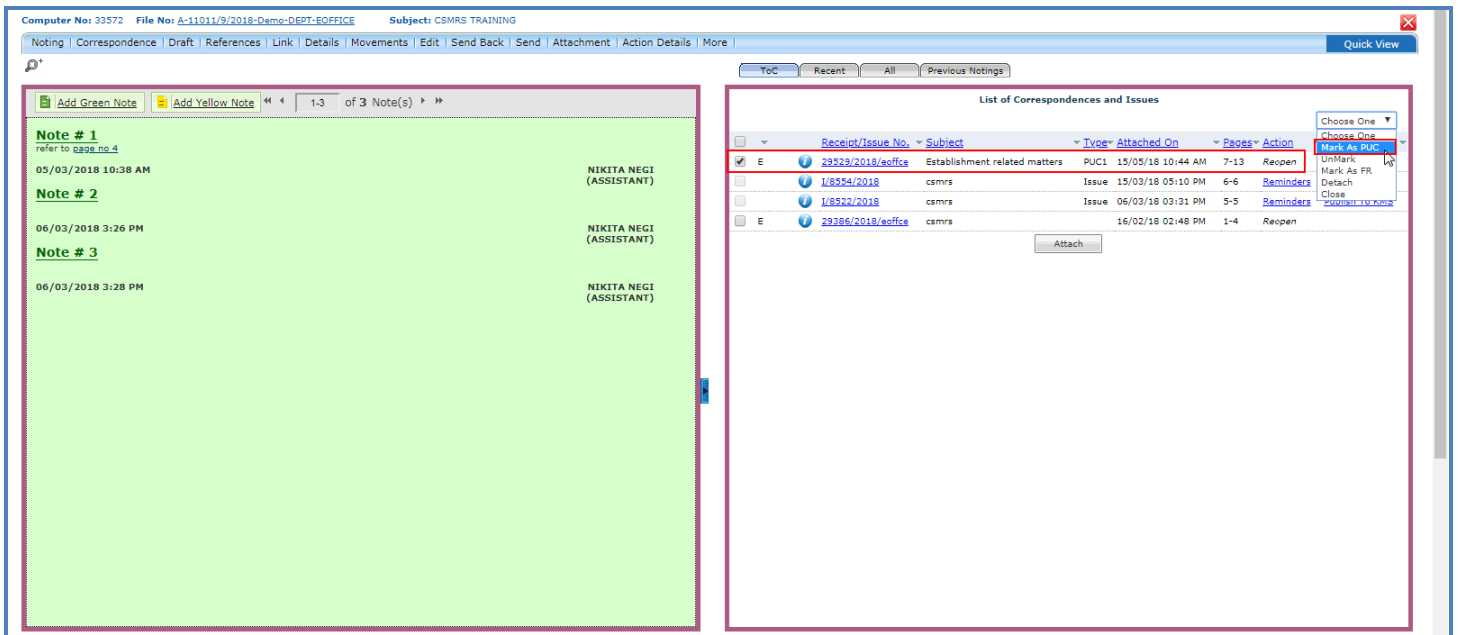 Computer No: 33572 File No: A-11011/9/2018-Demo-DEPT-EOFFICE Subject: CSMRS TRAINING
Noting | Correspondence | Draft | References | Link | Details | Movements | Edit | Send Back | Send | Attachment | Action Details | More |
Quick View
ToC Recent All Previous Notings
Add Green Note Add Yellow Note 1-3 of 3 Note(s)
Note # 1
refer to page no 4
05/03/2018 10:38 AM NIKITA NEGI
(ASSISTANT)
Note # 2
06/03/2018 3:26 PM NIKITA NEGI
(ASSISTANT)
Note # 3
06/03/2018 3:28 PM NIKITA NEGI
(ASSISTANT)
List of Correspondences and Issues
Choose One
Choose One
Mark As PUC
UnMark
Mark As FR
Detach
Close
Receipt/Issue No. Subject Type Attached On Pages Action
E 29529/2018/eoffce Establishment related matters PUC1 15/05/18 10:44 AM 7-13 Reopen
I/8554/2018 csmrs Issue 15/03/18 05:10 PM 6-6 Reminders
I/8522/2018 csmrs Issue 06/03/18 03:31 PM 5-5 Reminders Publish To KMS
E 29386/2018/eoffce csmrs 16/02/18 02:48 PM 1-4 Reopen
Attach